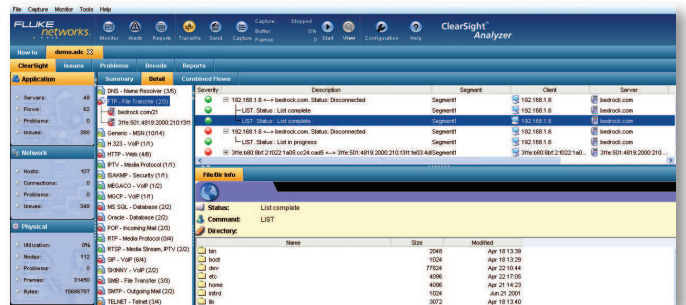 File Capture Monitor Tools Help
FLUKE networks.
Monitor Alerts Reports Tracefile Send Capture
Capture: Stopped
Buffer: 0%
Frames: 0
Start View Configuration Help
ClearSight™ Analyzer
How to demo.adc
ClearSight Issues Problems Decode Reports
Application Summary Detail Combined Flows
Servers: 48
Flows: 62
Problems: 0
Issues: 380
Network
Hosts: 107
Connections: 0
Problems: 0
Issues: 348
Physical
Utilization: 0%
Nodes: 112
Problems: 0
Frames: 31450
Bytes: 15686797
DNS - Name Resolver (3/6)
FTP - File Transfer (2/3)
bedrock.com/21
3ffe:501:4819:2000:210:f3ff
Generic - MSN (10/14)
H.323 - VoIP (1/1)
HTTP - Web (4/6)
IPTV - Media Protocol (1/1)
ISAKMP - Security (1/1)
MEGACO - VoIP (1/2)
MGCP - VoIP (1/1)
MS SQL - Database (2/2)
Oracle - Database (2/2)
POP - Incoming Mail (2/3)
RTP - Media Protocol (0/4)
RTSP - Media Stream, IPTV (2/2)
SIP - VoIP (6/4)
SKINNY - VoIP (2/2)
SMB - File Transfer (3/3)
SMTP - Outgoing Mail (2/2)
TELNET - Telnet (3/4)
Severity Flow Segment Client Server
192.168.1.6 <--> bedrock.com. Status: Disconnected Segment1 192.168.1.6 bedrock.com
LIST. Status : List complete Segment1 192.168.1.6 bedrock.com
LIST. Status : List complete Segment1 192.168.1.6 bedrock.com
192.168.1.6 <--> bedrock.com. Status: Disconnected Segment1 192.168.1.6 bedrock.com
LIST. Status : List in progress Segment1 192.168.1.6 bedrock.com
File/Dir Info
Status: List complete
Command: LIST
Directory:
Name Size Modified
bin 2048 Apr 18 13:39
boot 1024 Apr 18 13:29
dev 77824 Apr 22 10:44
etc 4096 Apr 22 17:05
home 4096 Apr 21 14:23
initrd 1024 Jun 21 2001
lib 3072 Apr 18 13:40